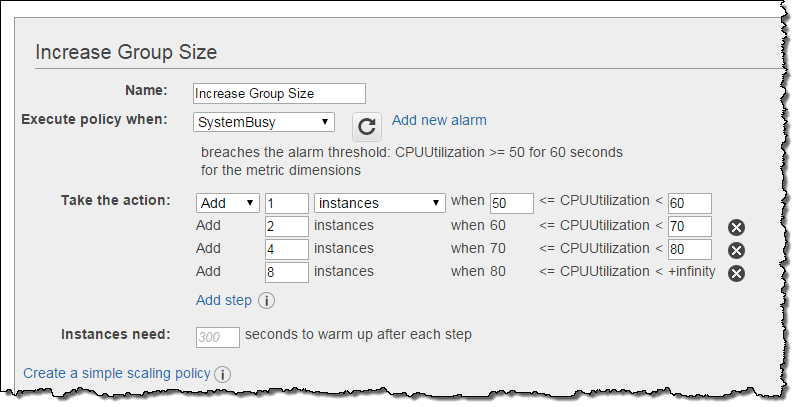 Increase Group Size
Name: Increase Group Size
Execute policy when: SystemBusy Add new alarm
breaches the alarm threshold: CPUUtilization >= 50 for 60 seconds
for the metric dimensions
Take the action: Add 1 instances when 50 <= CPUUtilization < 60
Add 2 instances when 60 <= CPUUtilization < 70
Add 4 instances when 70 <= CPUUtilization < 80
Add 8 instances when 80 <= CPUUtilization < +infinity
Add step i
Instances need: 300 seconds to warm up after each step
Create a simple scaling policy i